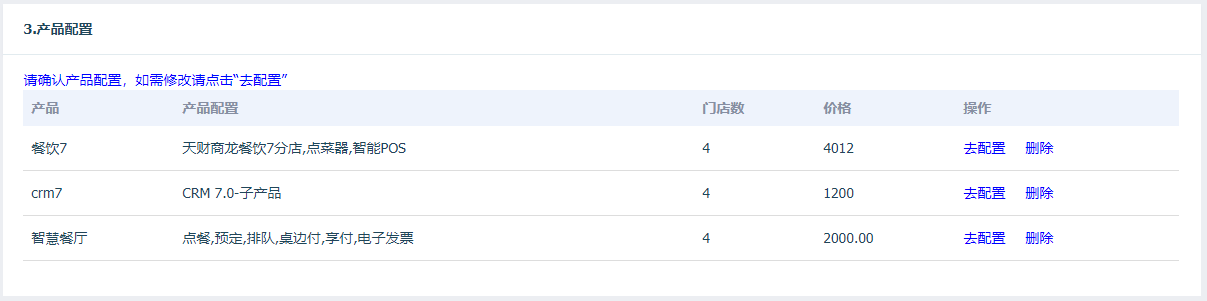 3.产品配置
请确认产品配置，如需修改请点击“去配置”
产品 产品配置 门店数 价格 操作
餐饮7 天财商龙餐饮7分店,点菜器,智能POS 4 4012 去配置 删除
crm7 CRM 7.0-子产品 4 1200 去配置 删除
智慧餐厅 点餐,预定,排队,桌边付,享付,电子发票 4 2000.00 去配置 删除